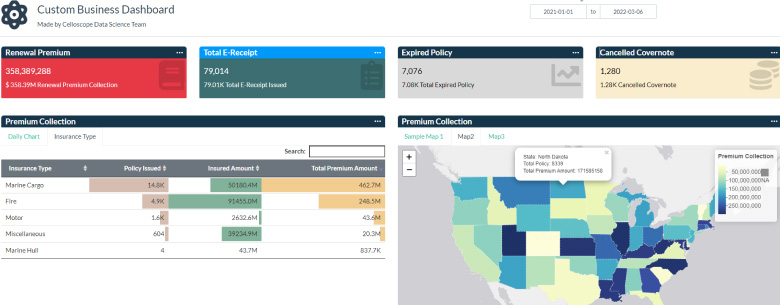 Custom Business Dashboard
Made by Celloscope Data Science Team
2021-01-01 to 2022-03-06
Renewal Premium ...
358,389,288
$ 358.39M Renewal Premium Collection
Total E-Receipt ...
79,014
79.01K Total E-Receipt Issued
Expired Policy ...
7,076
7.08K Total Expired Policy
Cancelled Covernote ...
1,280
1.28K Cancelled Covernote
Premium Collection ...
Daily Chart Insurance Type
Search:
Insurance Type Policy Issued Insured Amount Total Premium Amount
Marine Cargo 14.8K 50180.4M 462.7M
Fire 4.9K 91455.0M 248.5M
Motor 1.6K 2632.6M 43.6M
Miscellaneous 604 39234.9M 20.3M
Marine Hull 4 43.7M 837.7K
Premium Collection ...
Sample Map 1 Map2 Map3
+
−
State: North Dakota
Total Policy: 8339
Total Premium Amount: 171585158
×
Premium Collection
50,000,000
100,000,000
150,000,000
200,000,000
250,000,000
NA